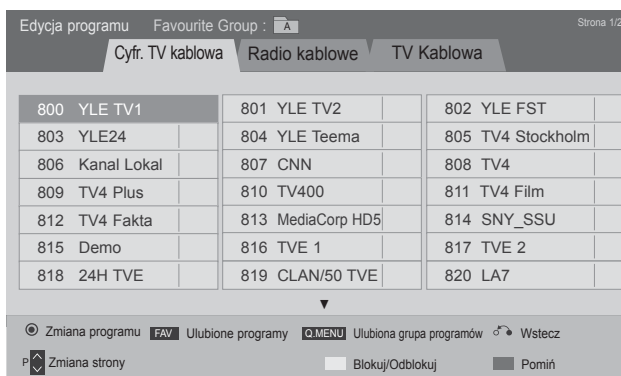 Edycja programu Favourite Group : A Strona 1/2
Cyfr. TV kablowa Radio kablowe TV Kablowa
800 YLE TV1 801 YLE TV2 802 YLE FST
803 YLE24 804 YLE Teema 805 TV4 Stockholm
806 Kanal Lokal 807 CNN 808 TV4
809 TV4 Plus 810 TV400 811 TV4 Film
812 TV4 Fakta 813 MediaCorp HD5 814 SNY_SSU
815 Demo 816 TVE 1 817 TVE 2
818 24H TVE 819 CLAN/50 TVE 820 LA7
Zmiana programu FAV Ulubione programy Q.MENU Ulubiona grupa programów Wstecz
P Zmiana strony Blokuj/Odblokuj Pomiń